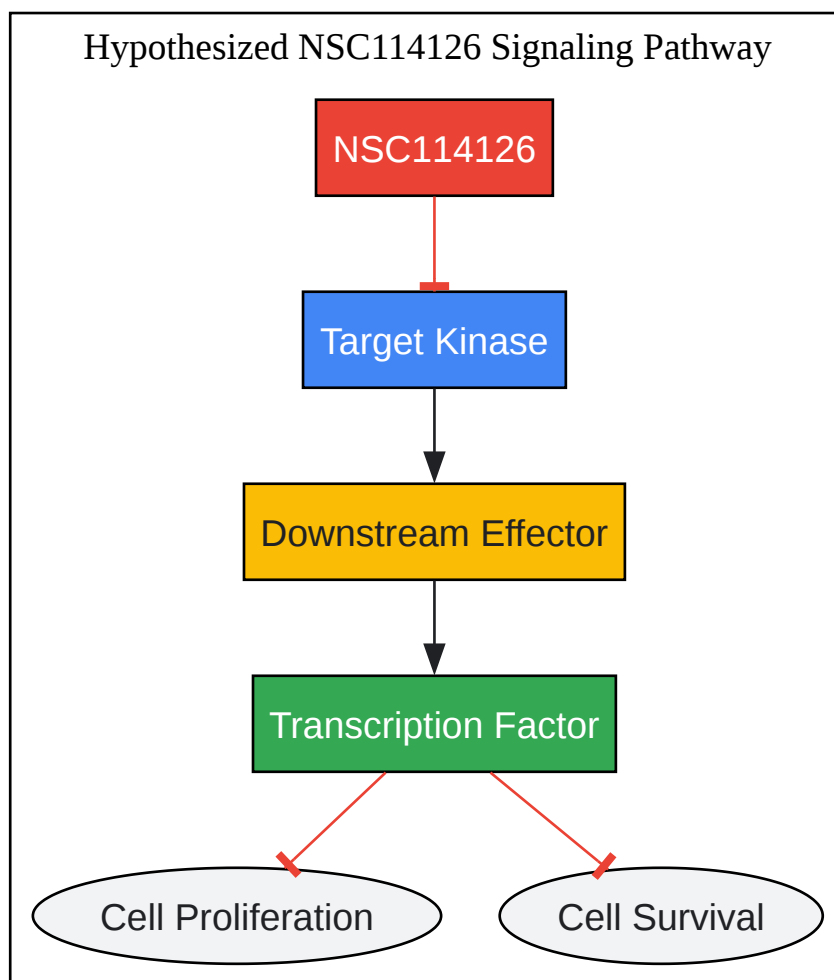 Hypothesized NSC114126 Signaling Pathway
NSC114126
Target Kinase
Downstream Effector
Transcription Factor
Cell Proliferation
Cell Survival